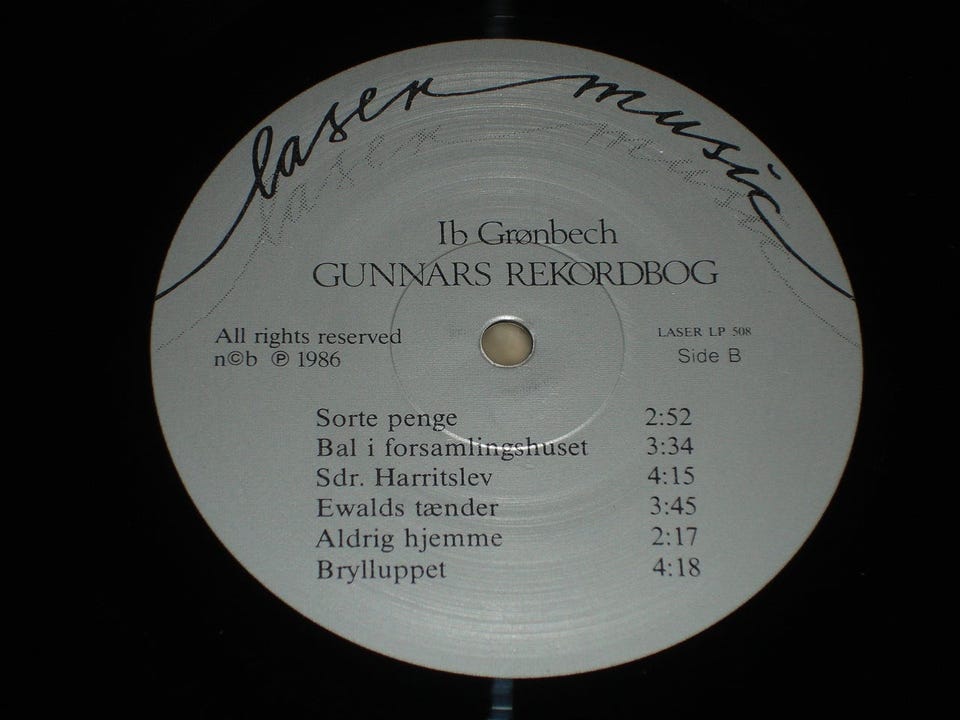 laser music
Ib Grønbech
GUNNARS REKORDBOG
All rights reserved
n©b ℗ 1986
LASER LP 508
Side B
Sorte penge 2:52
Bal i forsamlingshuset 3:34
Sdr. Harritslev 4:15
Ewalds tænder 3:45
Aldrig hjemme 2:17
Brylluppet 4:18